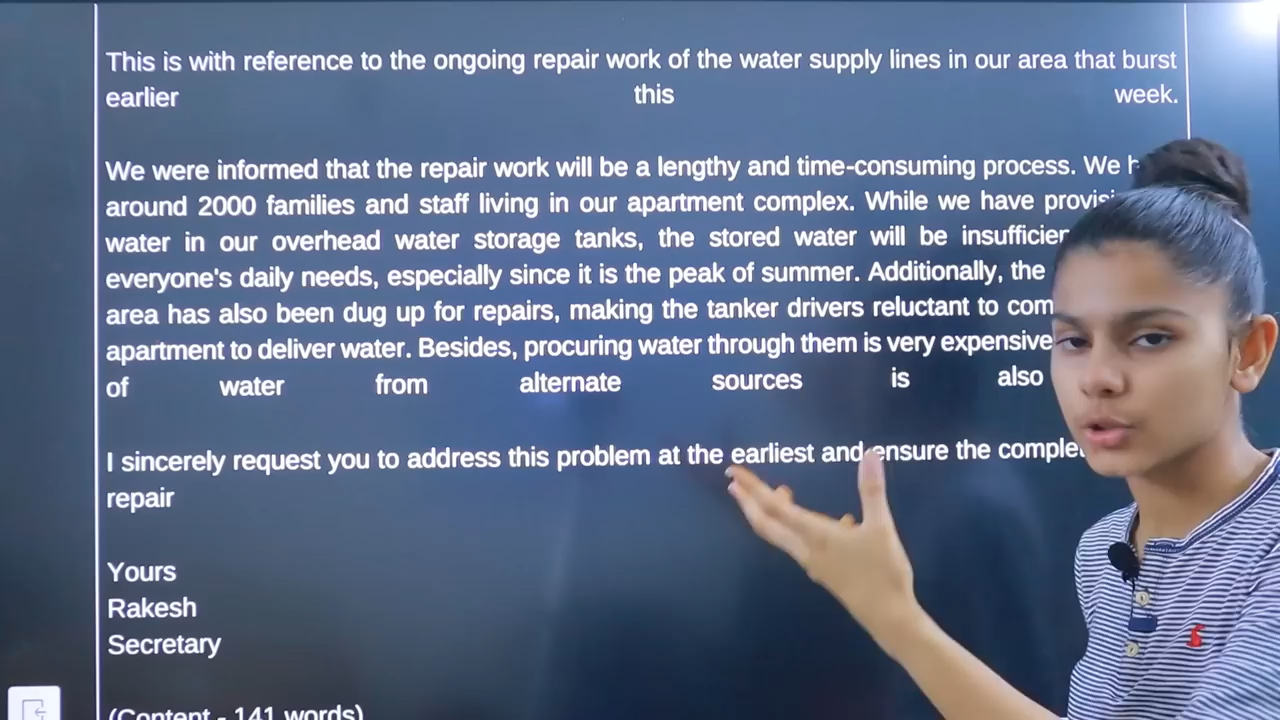 This is with reference to the ongoing repair work of the water supply lines in our area that burst
earlier this week.
We were informed that the repair work will be a lengthy and time-consuming process. We
around 2000 families and staff living in our apartment complex. While we have
water in our overhead water storage tanks, the stored water will be
everyone's daily needs, especially since it is the peak of summer. Additionally, the
area has also been dug up for repairs, making the tanker drivers reluctant to
apartment to deliver water. Besides, procuring water through them is very expensive
of water from alternate sources is also
I sincerely request you to address this problem at the earliest and ensure the
repair
Yours
Rakesh
Secretary
(Content - 141 words)